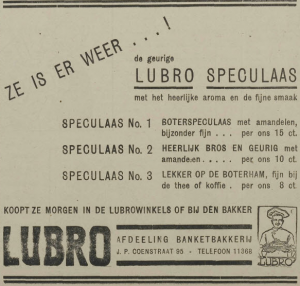 ZE IS ER WEER . . . !
de geurige
LUBRO SPECULAAS
met het heerlijke aroma en de fijne smaak
SPECULAAS No. 1 BOTERSPECULAAS met amandelen,
bijzonder fijn . . . per ons 15 ct.
SPECULAAS No. 2 HEERLIJK BROS EN GEURIG met
amandelen . . . . . per ons 10 ct.
SPECULAAS No. 3 LEKKER OP DE BOTERHAM, fijn bij
de thee of koffie . per ons 8 ct
KOOPT ZE MORGEN IN DE LUBROWINKELS OF BIJ DEN BAKKER
LUBRO
AFDEELING BANKETBAKKERIJ
J. P. COENSTRAAT 95 - TELEFOON 11368
LUBRO